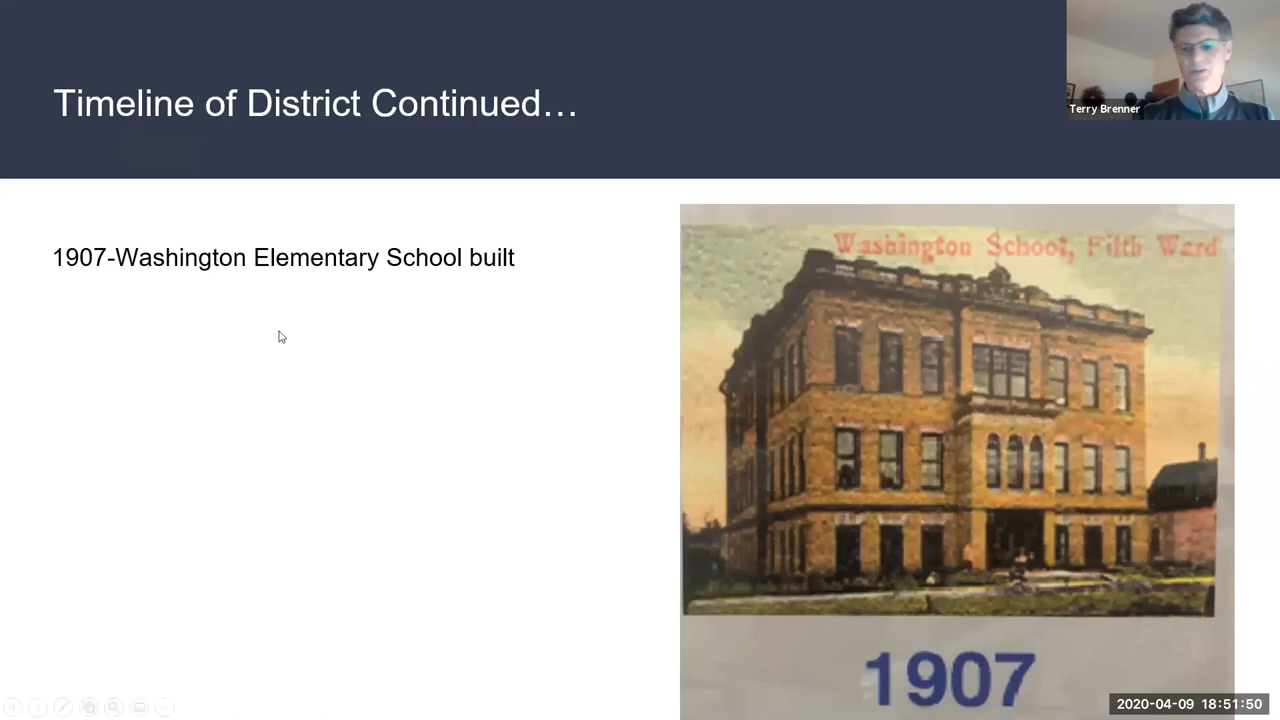 Timeline of District Continued…
Terry Brenner
1907-Washington Elementary School built
Washington School, Fifth Ward
1907
2020-04-09 18:51:50